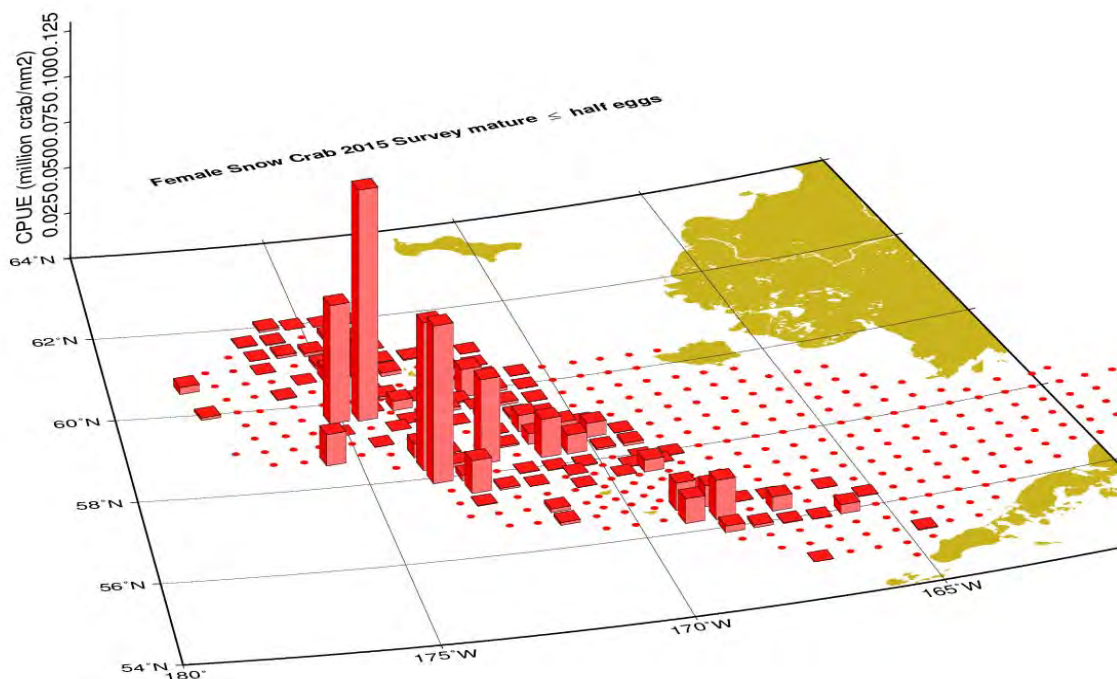 CPUE (million crab/nm2)
0.025 0.050 0.075 0.100 0.125
Female Snow Crab 2015 Survey mature ≤ half eggs
64°N
62°N
60°N
58°N
56°N
54°N
180°
175°W
170°W
165°W